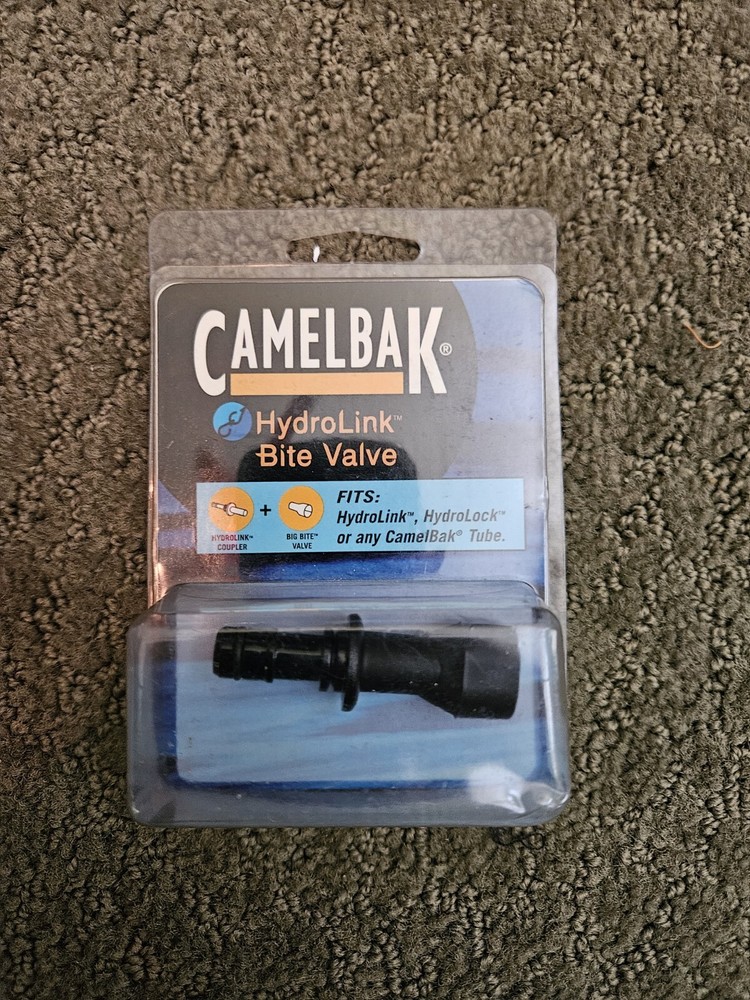 CAMELBAK®
HydroLink™
Bite Valve
HYDROLINK™
COUPLER
+
BIG BITE™
VALVE
FITS:
HydroLink™, HydroLock™
or any CamelBak® Tube.